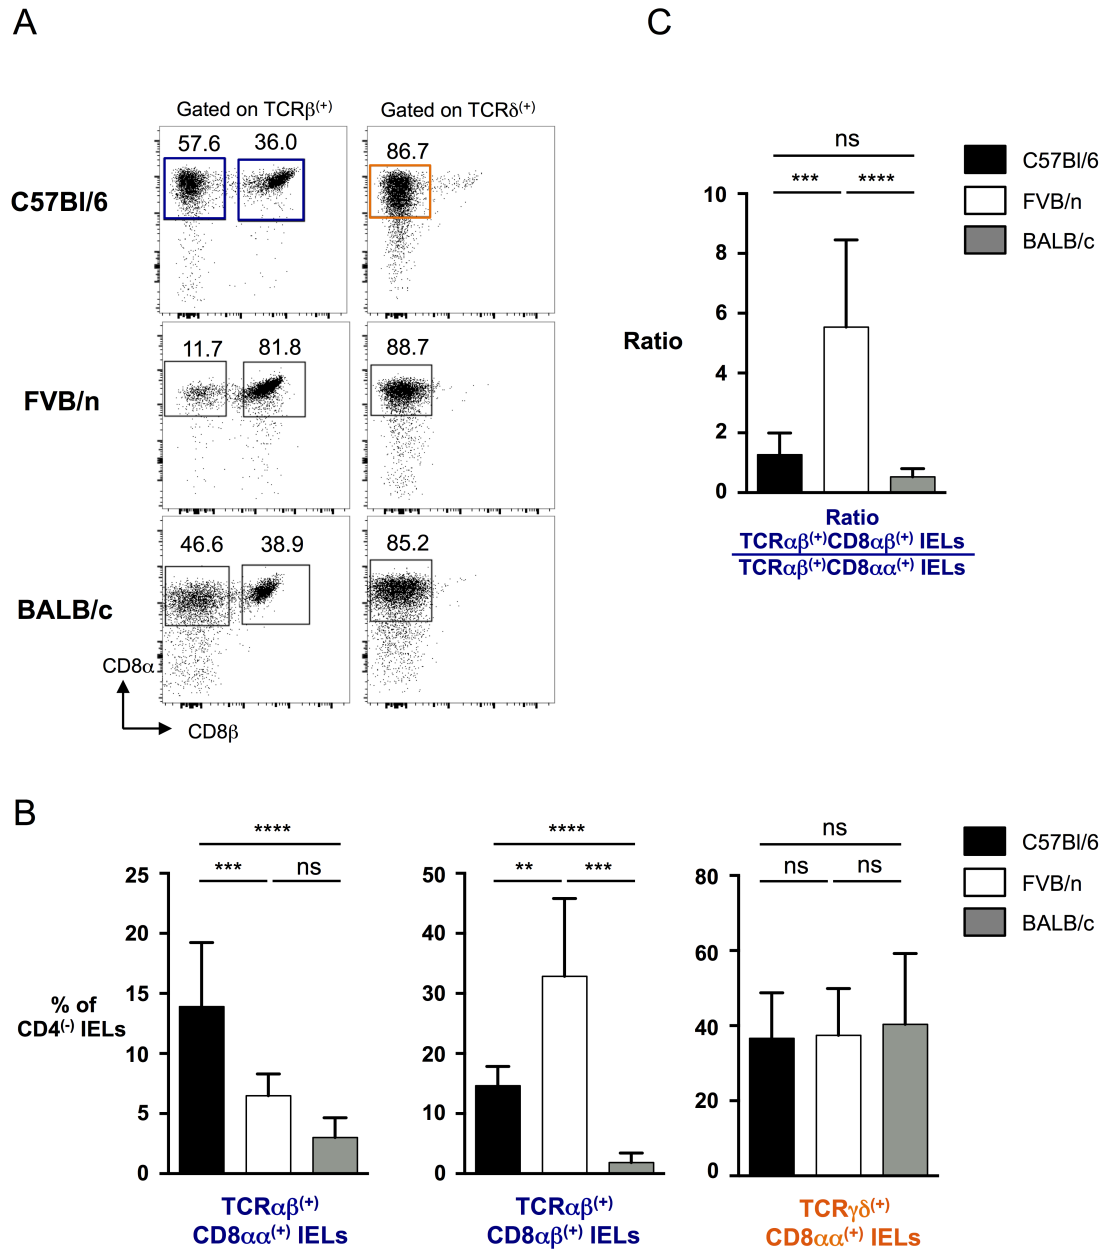 A
Gated on TCRβ(+)
Gated on TCRδ(+)
57.6
36.0
86.7
C57Bl/6
11.7
81.8
88.7
FVB/n
46.6
38.9
85.2
BALB/c
CD8α
CD8β
C
ns
***
****
C57Bl/6
FVB/n
BALB/c
10
8
6
4
2
0
Ratio
Ratio
TCRαβ(+)CD8αβ(+) IELs
TCRαβ(+)CD8αα(+) IELs
B
% of
CD4(-) IELs
****
***
ns
25
20
15
10
5
0
TCRαβ(+)
CD8αα(+) IELs
****
**
***
50
40
30
20
10
0
TCRαβ(+)
CD8αβ(+) IELs
ns
ns
ns
80
60
40
20
0
TCRγδ(+)
CD8αα(+) IELs
C57Bl/6
FVB/n
BALB/c